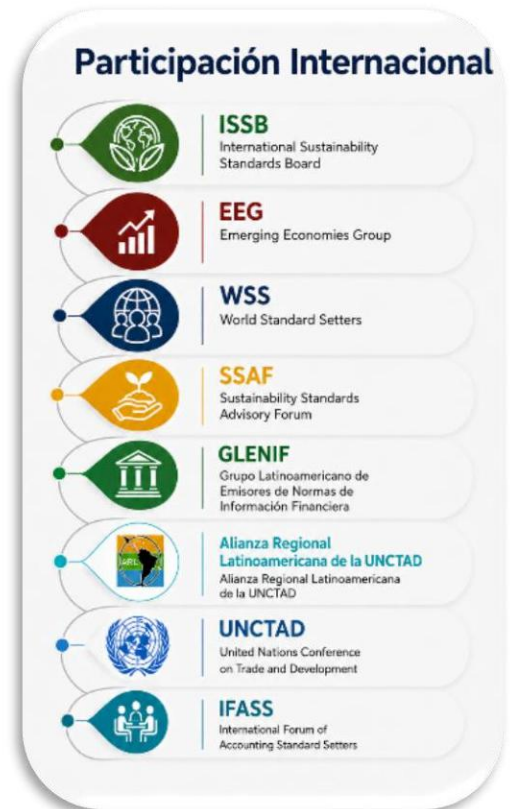 Participación Internacional
ISSB
International Sustainability
Standards Board
EEG
Emerging Economies Group
WSS
World Standard Setters
SSAF
Sustainability Standards
Advisory Forum
GLENIF
Grupo Latinoamericano de
Emisores de Normas de
Información Financiera
ARL
Alianza Regional
Latinoamericana de la UNCTAD
Alianza Regional Latinoamericana
de la UNCTAD
UNCTAD
United Nations Conference
on Trade and Development
IFASS
International Forum of
Accounting Standard Setters